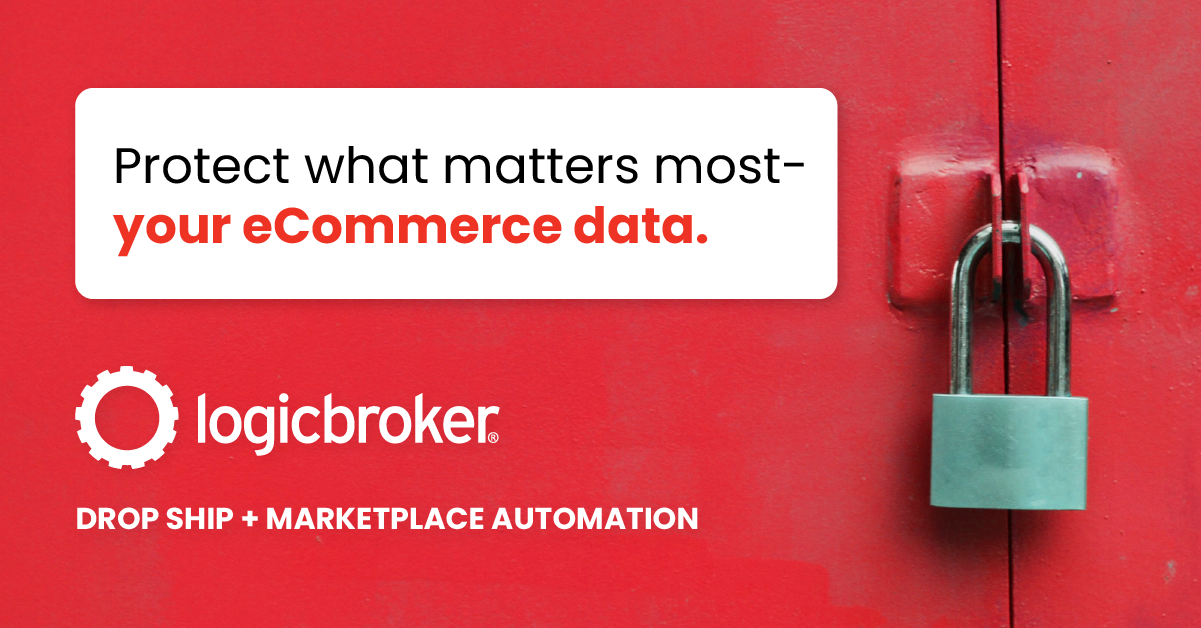 Protect what matters most-
your eCommerce data.
logicbroker®
DROP SHIP + MARKETPLACE AUTOMATION